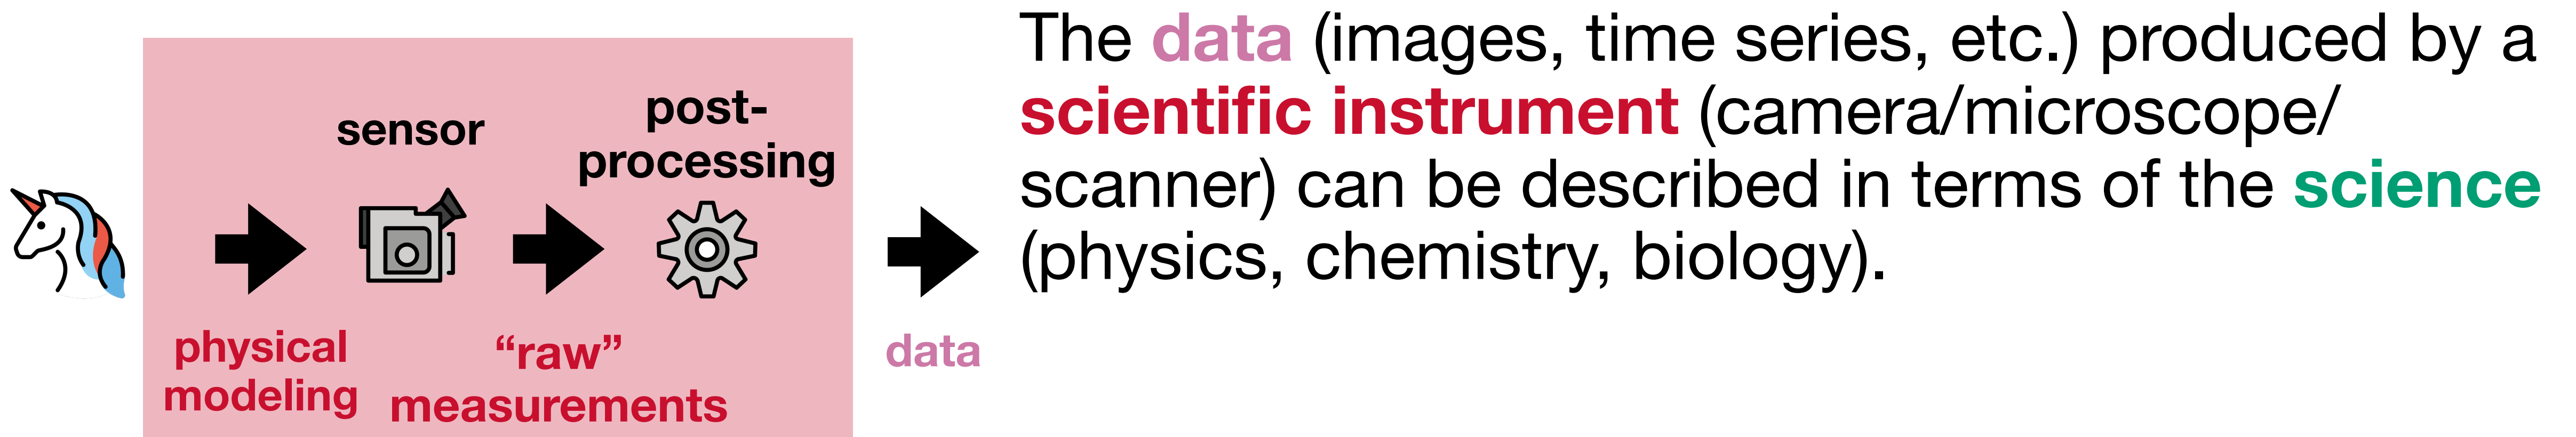 sensor
post-
processing
physical
modeling
“raw”
measurements
data
The data (images, time series, etc.) produced by a
scientific instrument (camera/microscope/
scanner) can be described in terms of the science
(physics, chemistry, biology).